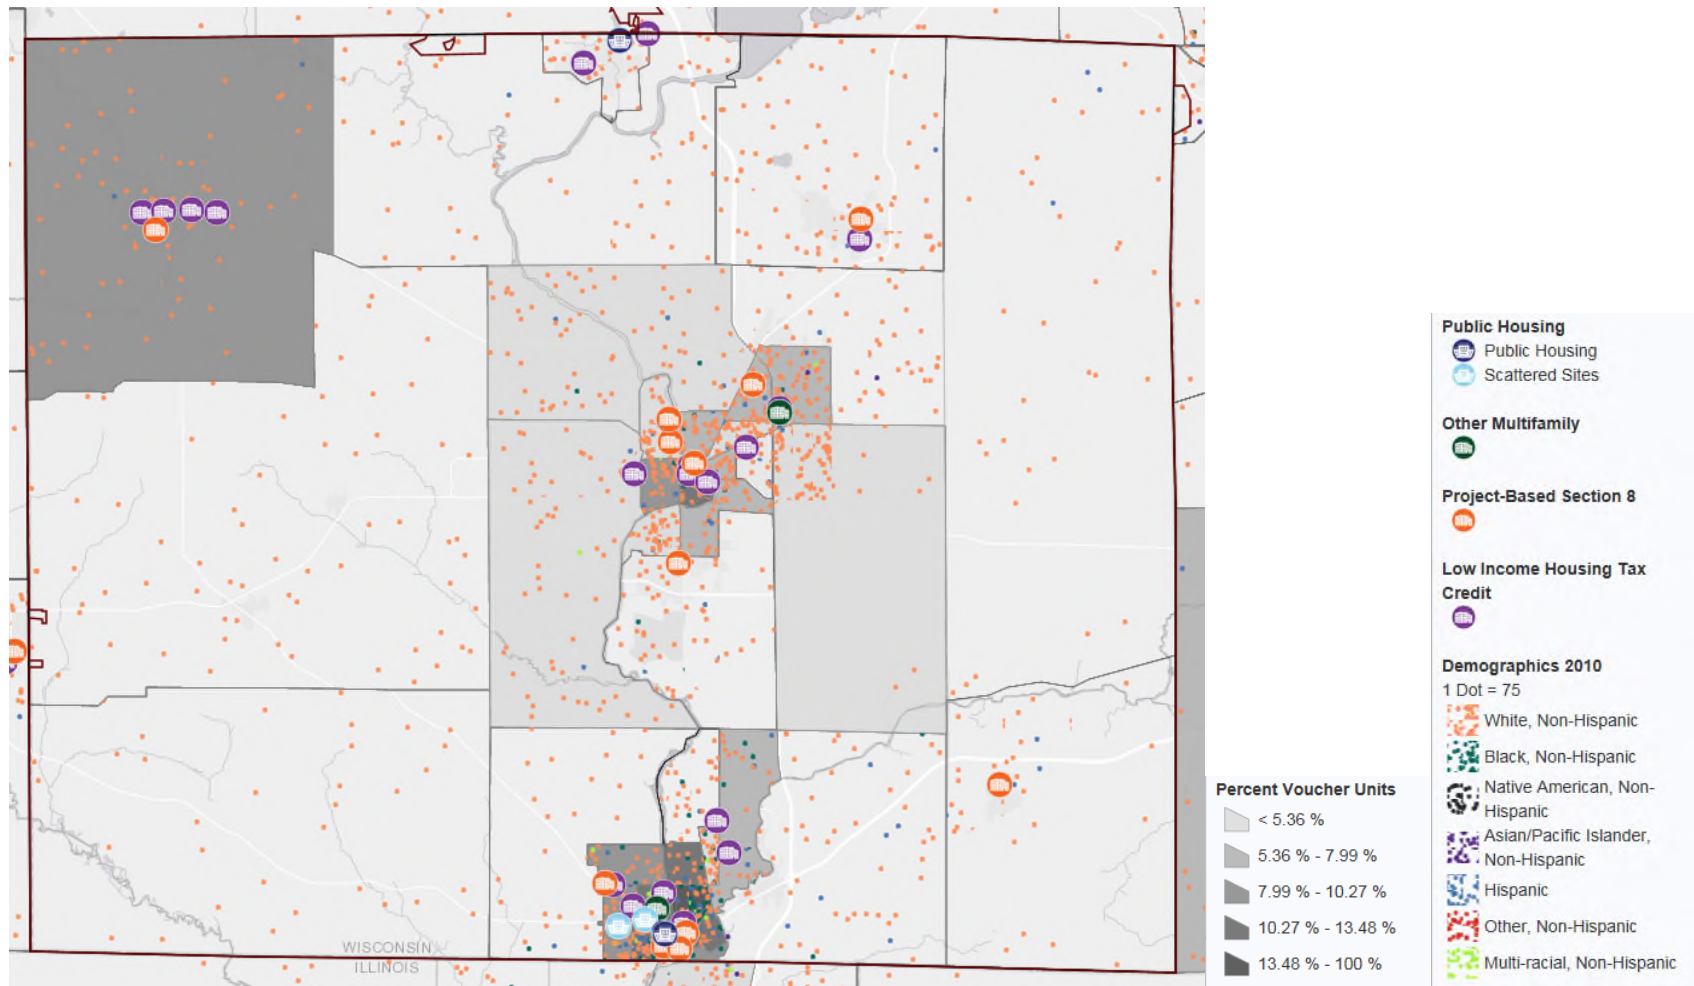 WISCONSIN
ILLINOIS
Percent Voucher Units
< 5.36 %
5.36 % - 7.99 %
7.99 % - 10.27 %
10.27 % - 13.48 %
13.48 % - 100 %
Public Housing
Public Housing
Scattered Sites
Other Multifamily
Project-Based Section 8
Low Income Housing Tax
Credit
Demographics 2010
1 Dot = 75
White, Non-Hispanic
Black, Non-Hispanic
Native American, Non-
Hispanic
Asian/Pacific Islander,
Non-Hispanic
Hispanic
Other, Non-Hispanic
Multi-racial, Non-Hispanic